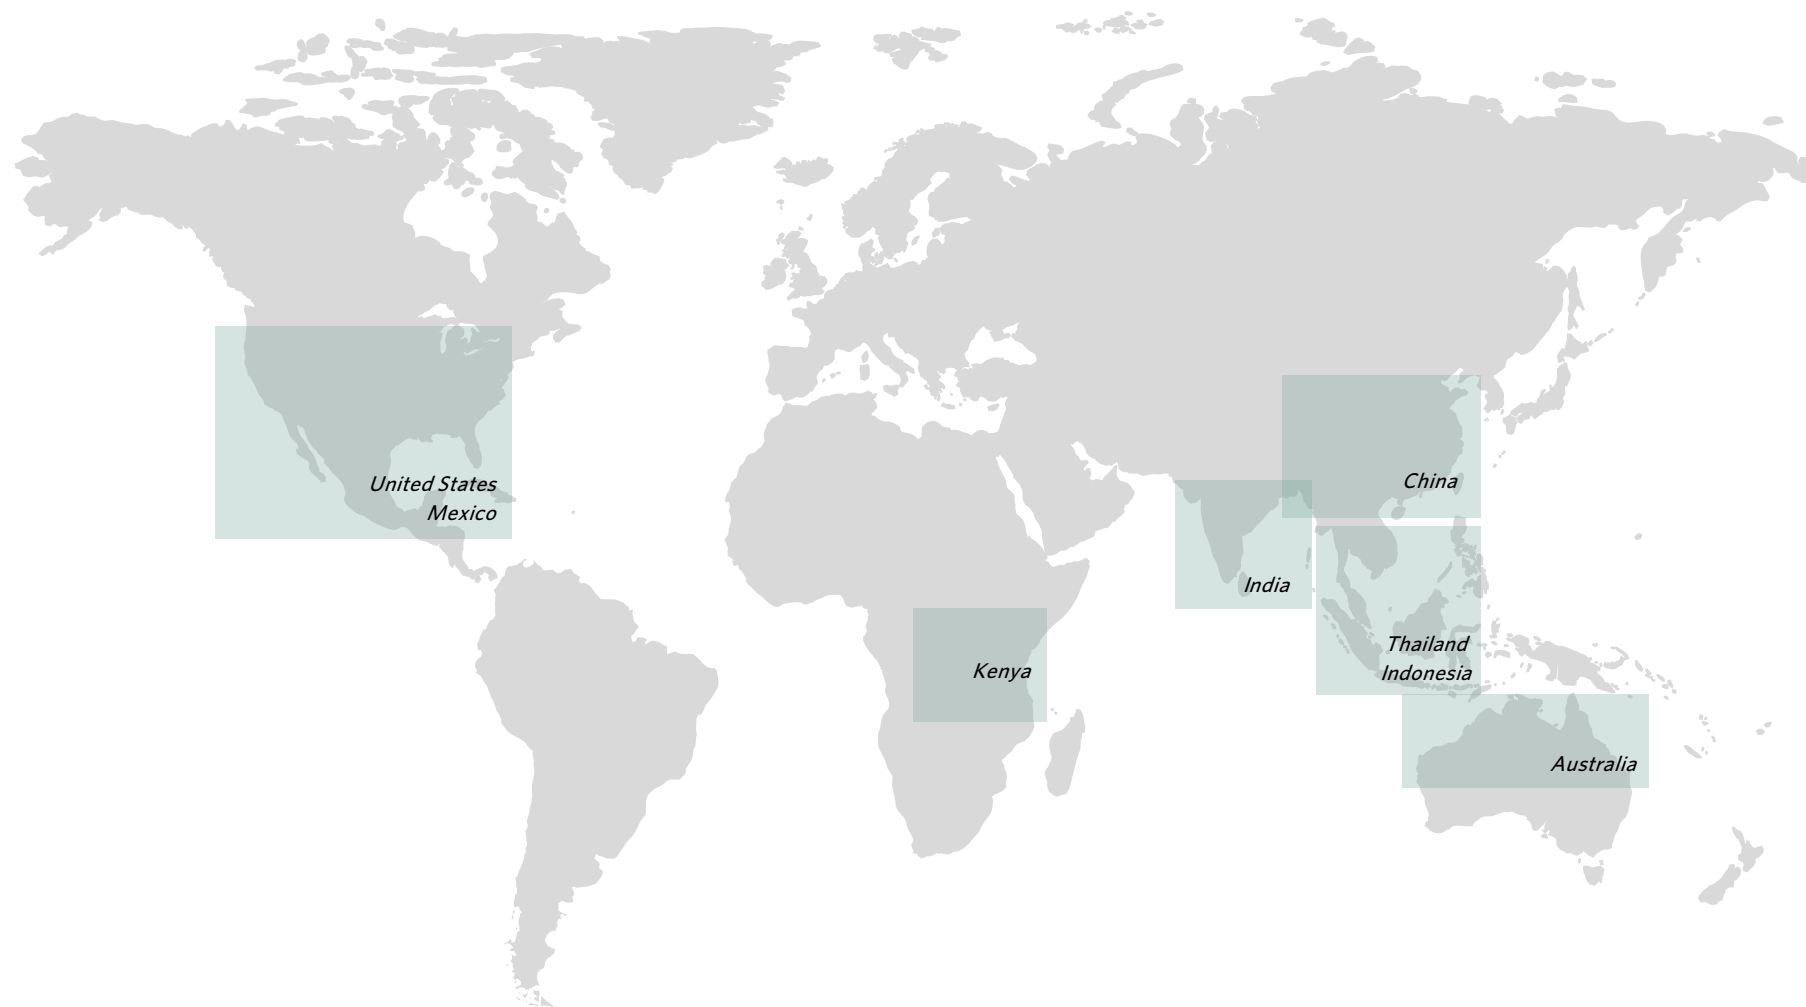 United States
Mexico
China
India
Thailand
Indonesia
Kenya
Australia